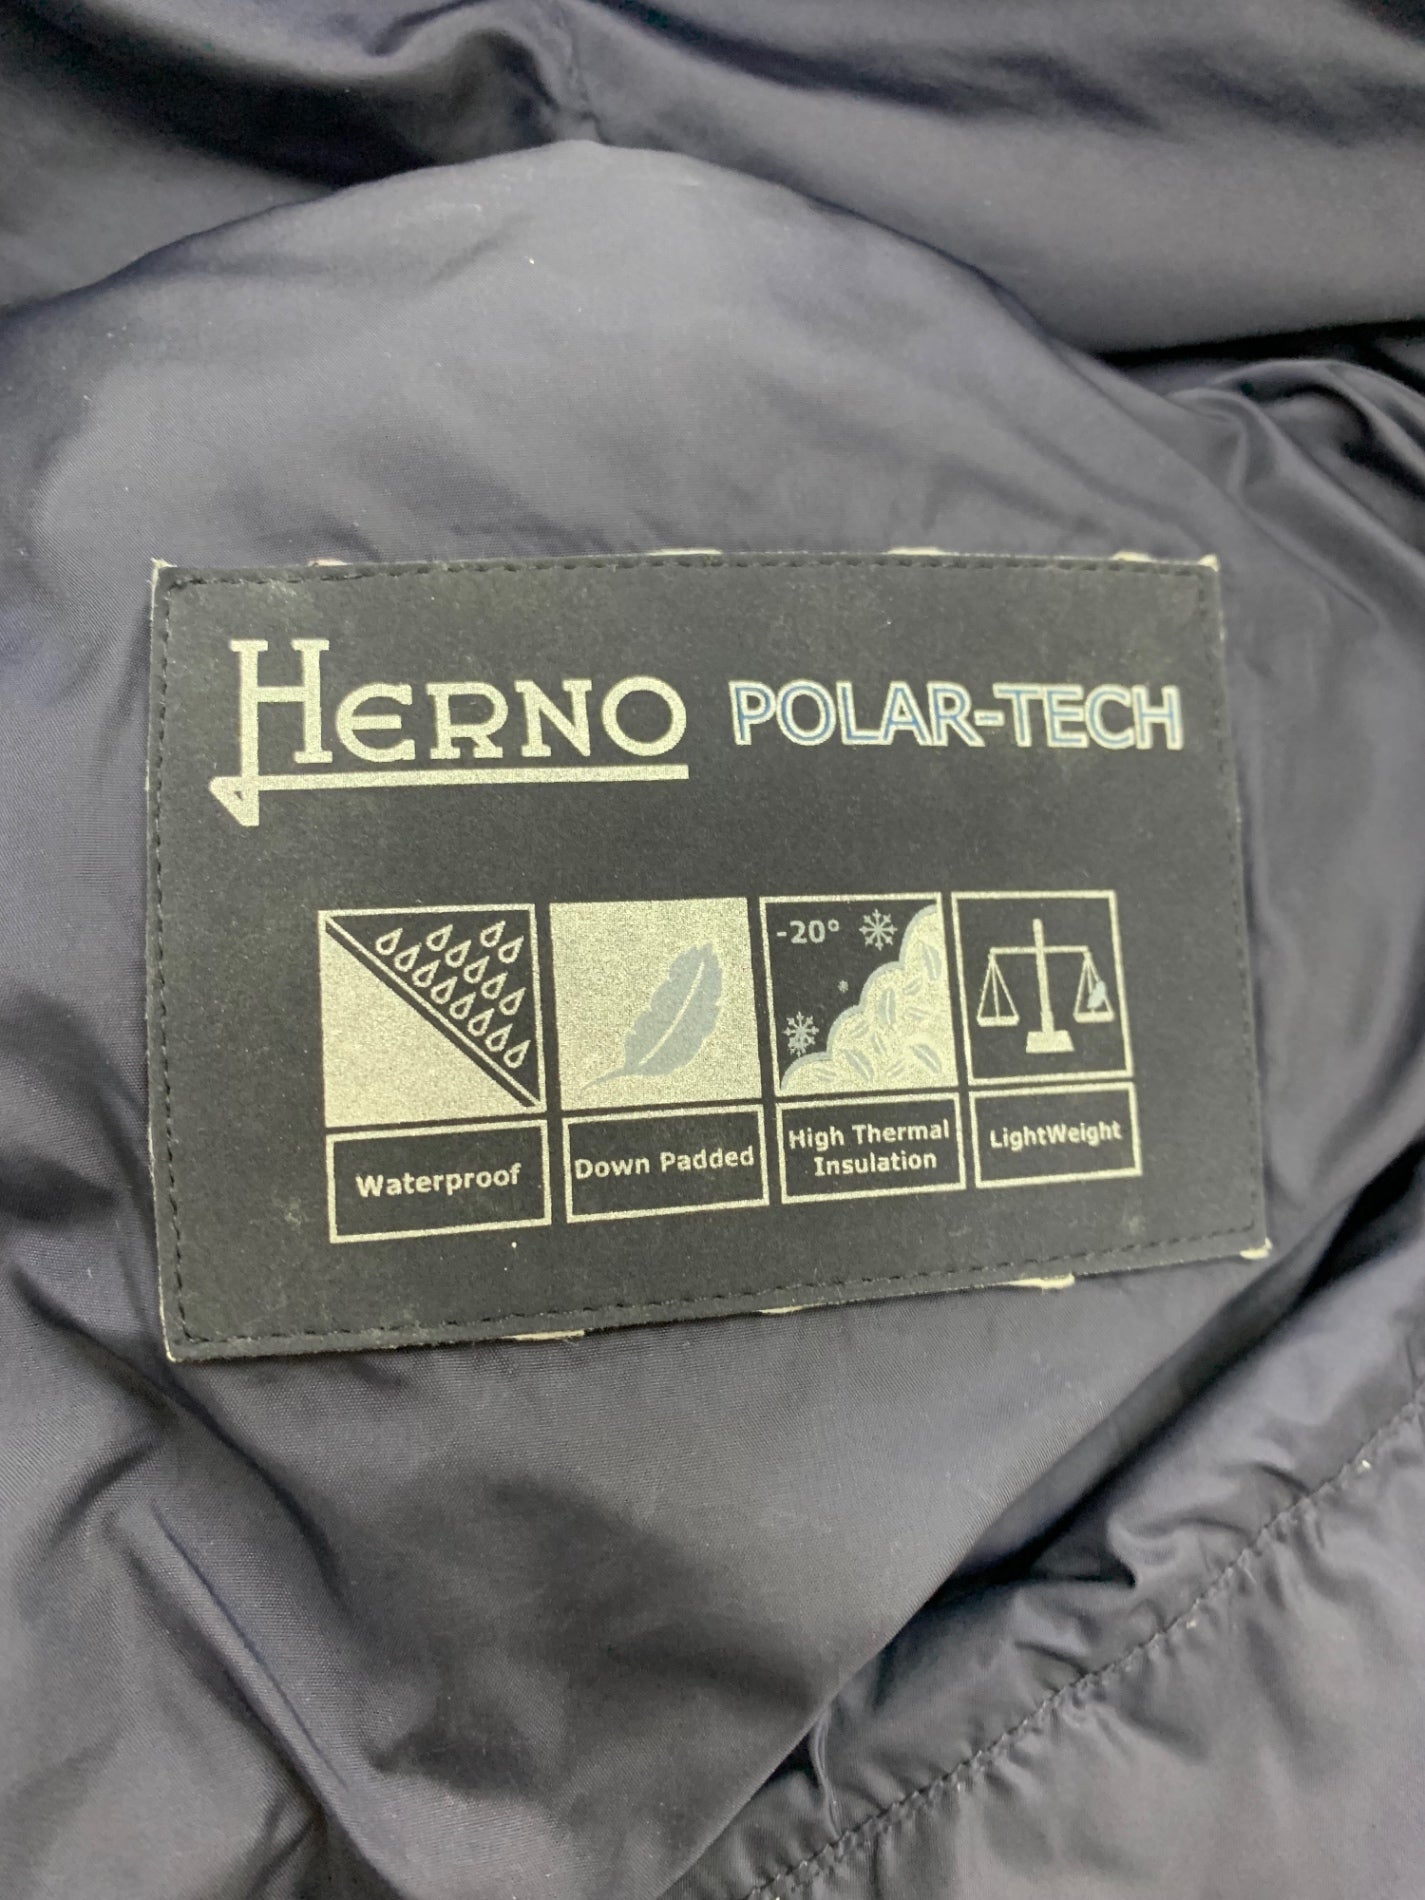 HERNO POLAR-TECH
-20°
Waterproof
Down Padded
High Thermal
Insulation
LightWeight